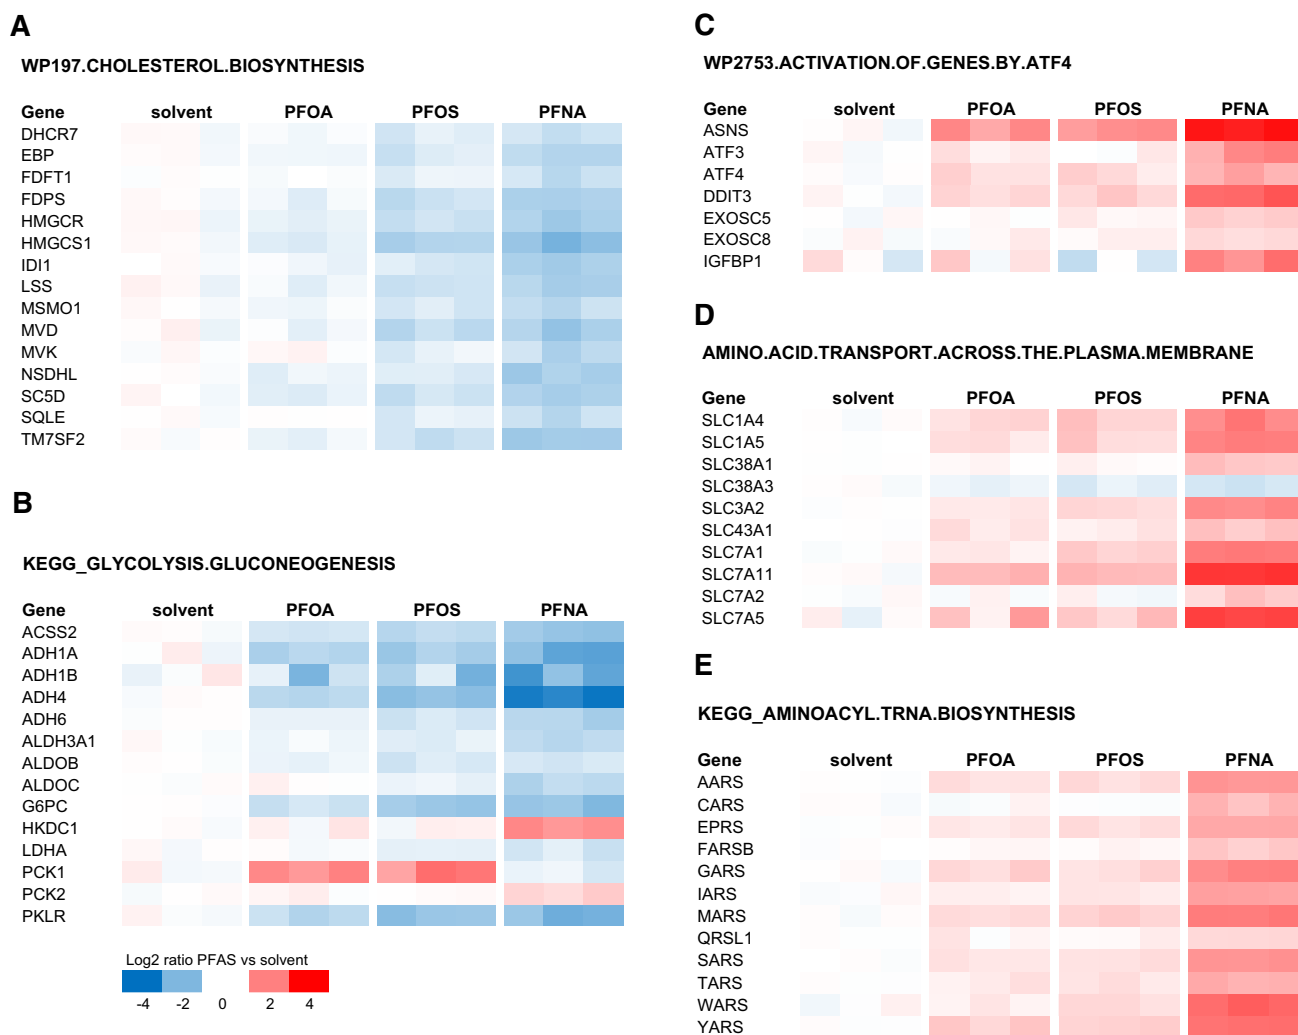 A
WP197.CHOLESTEROL.BIOSYNTHESIS
Gene solvent PFOA PFOS PFNA
DHCR7
EBP
FDFT1
FDPS
HMGCR
HMGCS1
IDI1
LSS
MSMO1
MVD
MVK
NSDHL
SC5D
SQLE
TM7SF2
B
KEGG_GLYCOLYSIS.GLUCONEOGENESIS
Gene solvent PFOA PFOS PFNA
ACSS2
ADH1A
ADH1B
ADH4
ADH6
ALDH3A1
ALDOB
ALDOC
G6PC
HKDC1
LDHA
PCK1
PCK2
PKLR
Log2 ratio PFAS vs solvent
-4 -2 0 2 4
C
WP2753.ACTIVATION.OF.GENES.BY.ATF4
Gene solvent PFOA PFOS PFNA
ASNS
ATF3
ATF4
DDIT3
EXOSC5
EXOSC8
IGFBP1
D
AMINO.ACID.TRANSPORT.ACROSS.THE.PLASMA.MEMBRANE
Gene solvent PFOA PFOS PFNA
SLC1A4
SLC1A5
SLC38A1
SLC38A3
SLC3A2
SLC43A1
SLC7A1
SLC7A11
SLC7A2
SLC7A5
E
KEGG_AMINOACYL.TRNA.BIOSYNTHESIS
Gene solvent PFOA PFOS PFNA
AARS
CARS
EPRS
FARSB
GARS
IARS
MARS
QRSL1
SARS
TARS
WARS
YARS